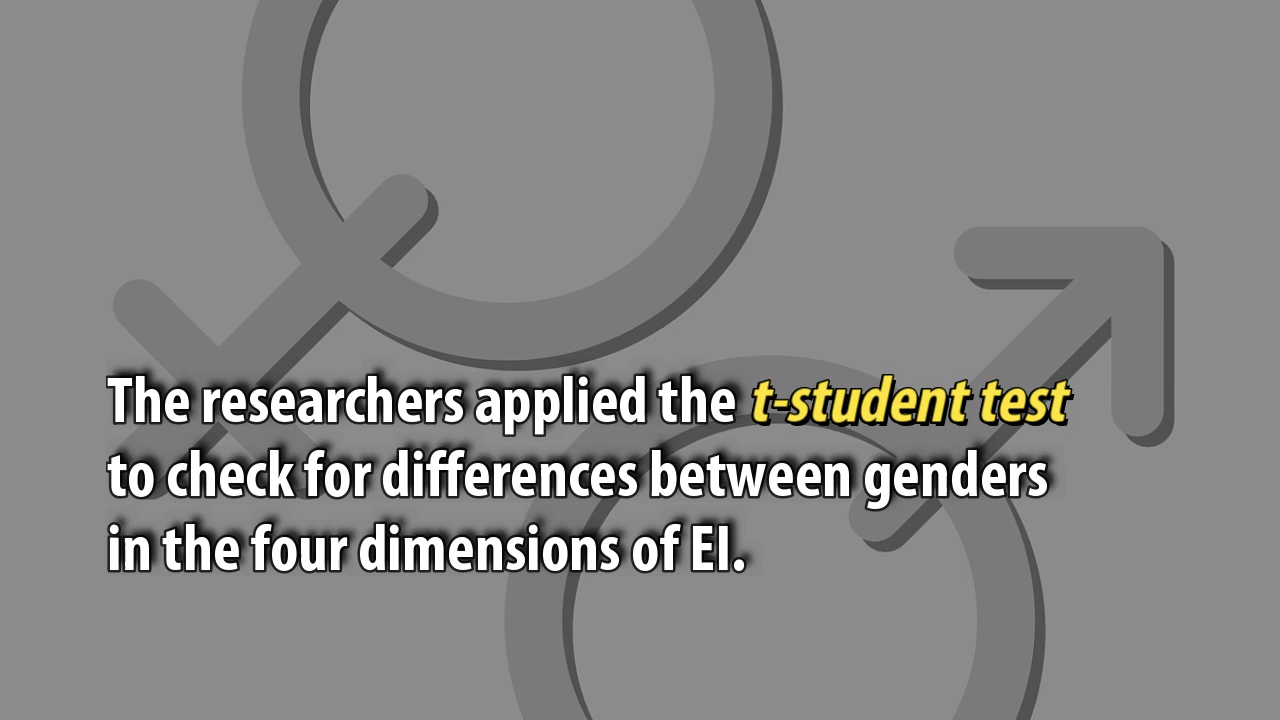 The researchers applied the t-student test
to check for differences between genders
in the four dimensions of EI.